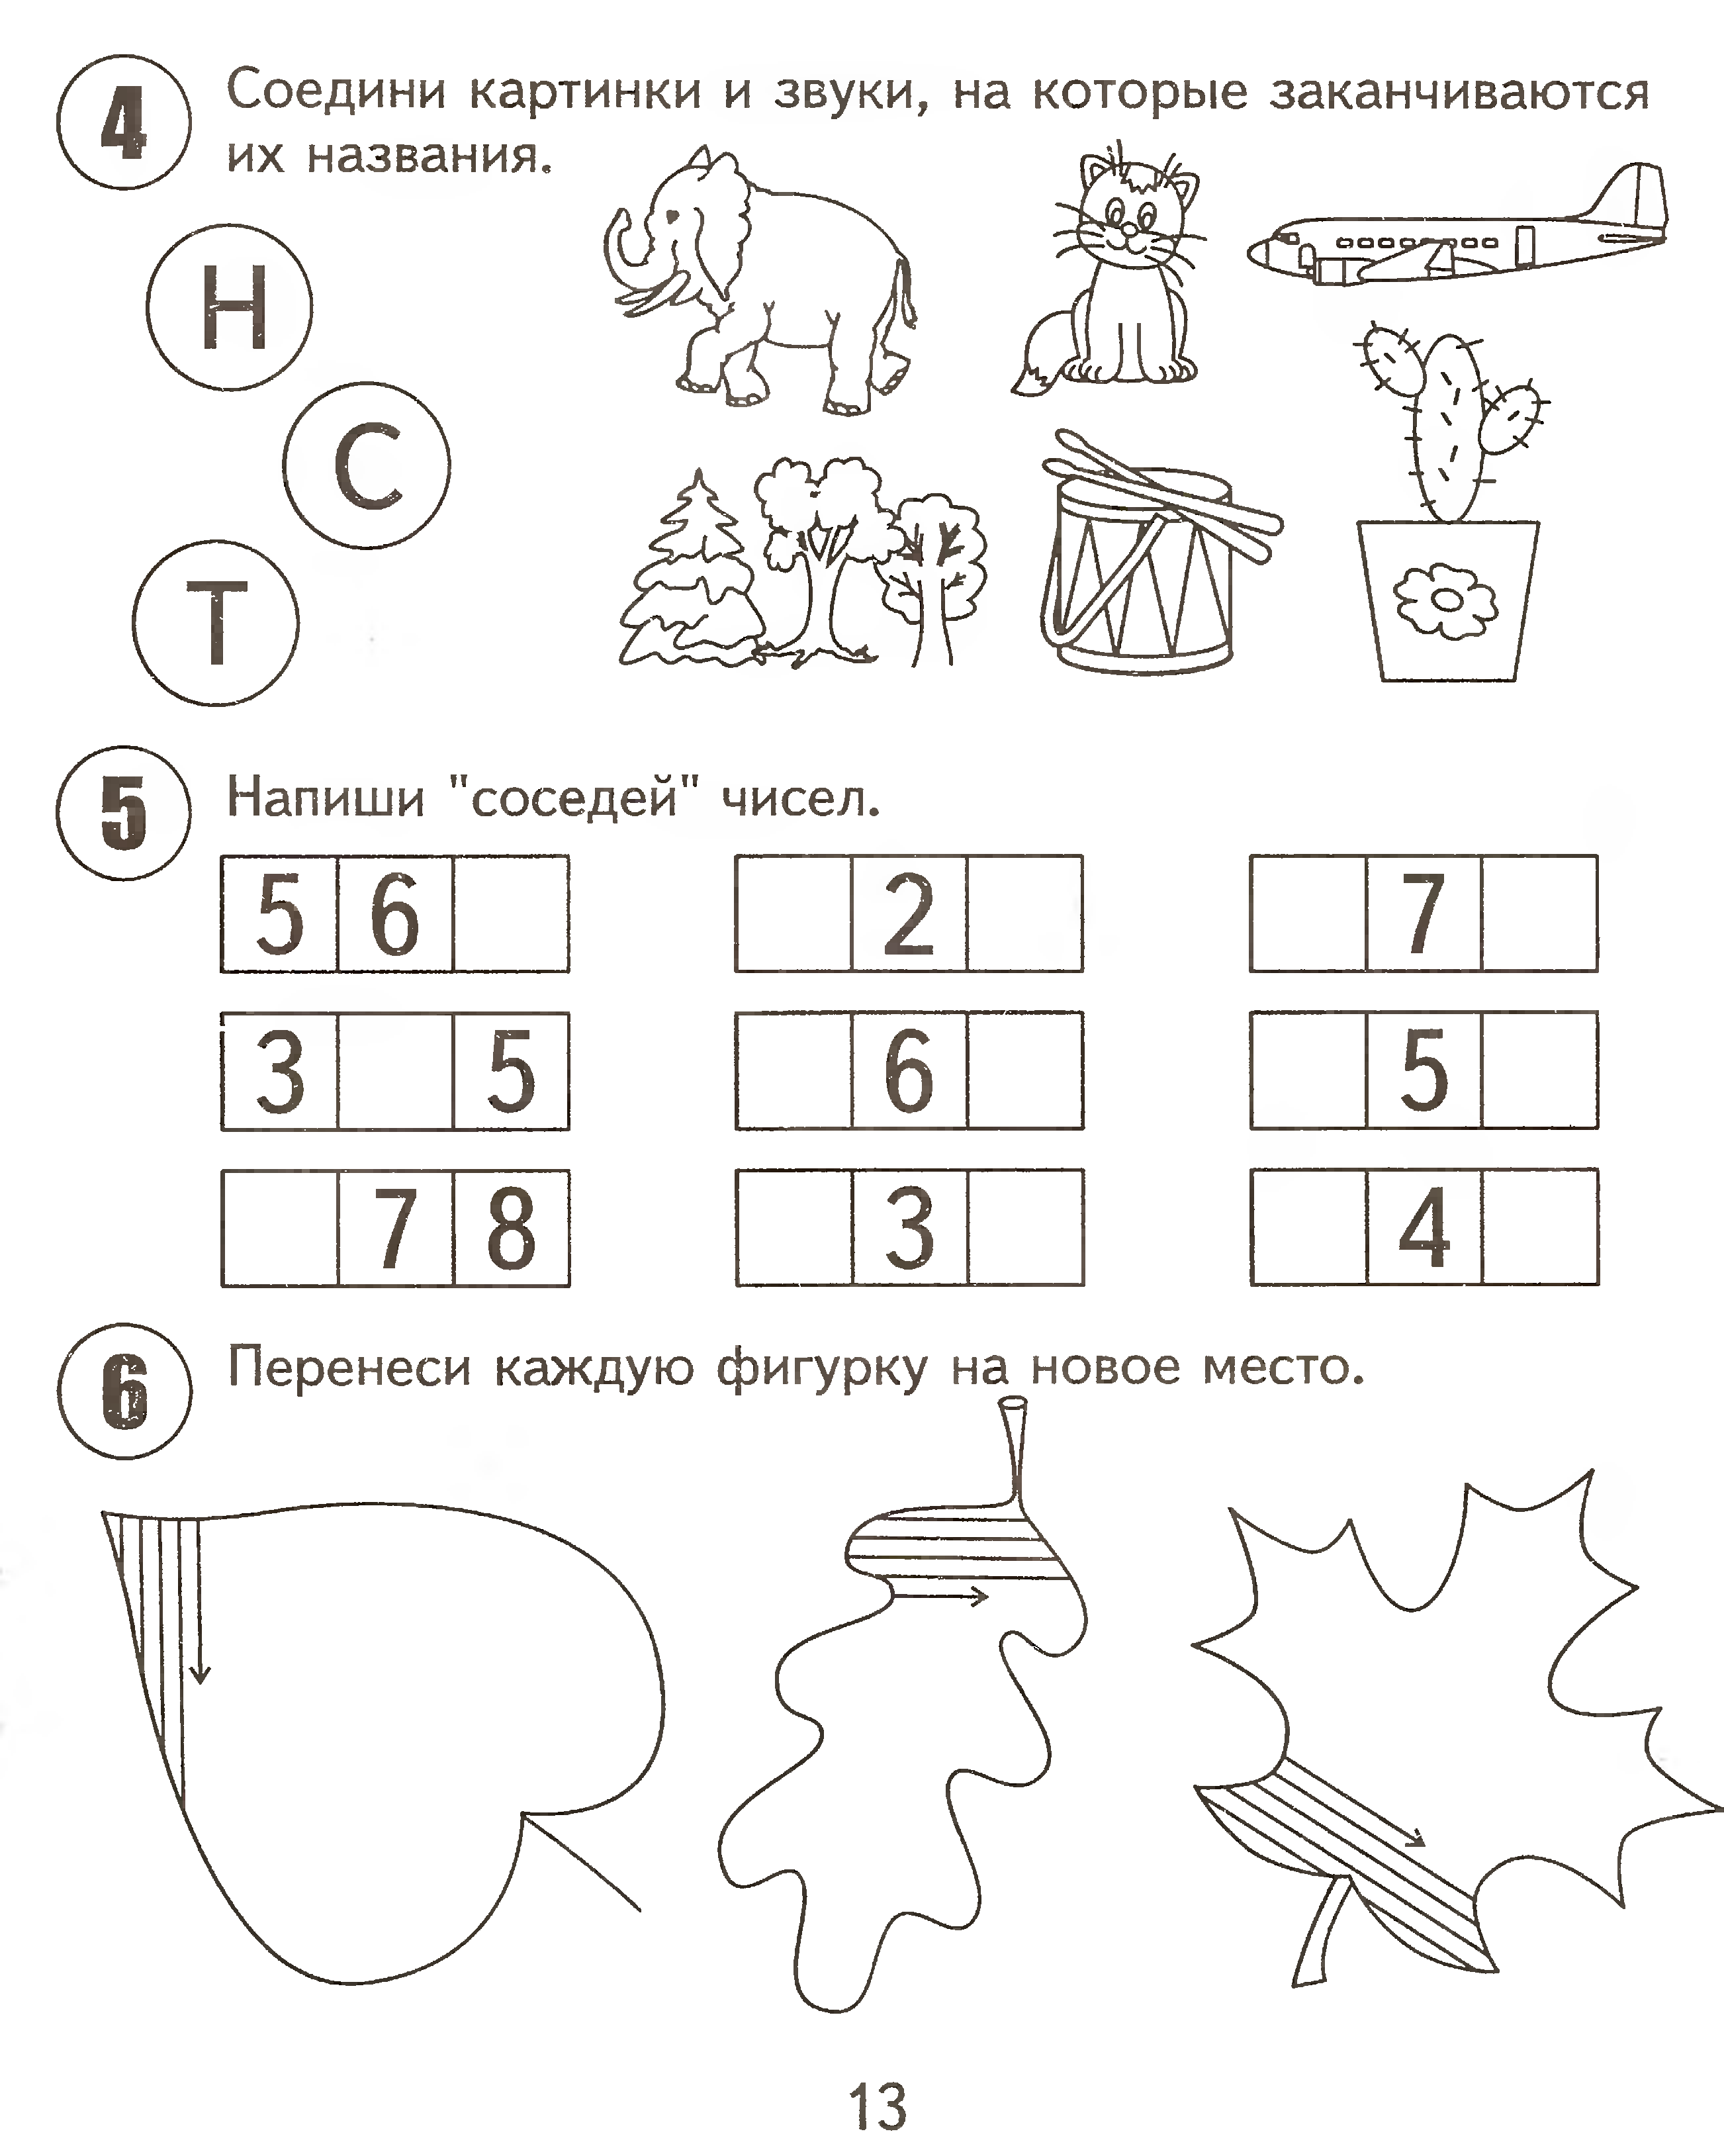 4 Соедини картинки и звуки, на которые заканчиваются
их названия.
Н
С
Т
5 Напиши "соседей" чисел.
5 6 2 7
3 5 6 5
7 8 3 4
6 Перенеси каждую фигурку на новое место.
13